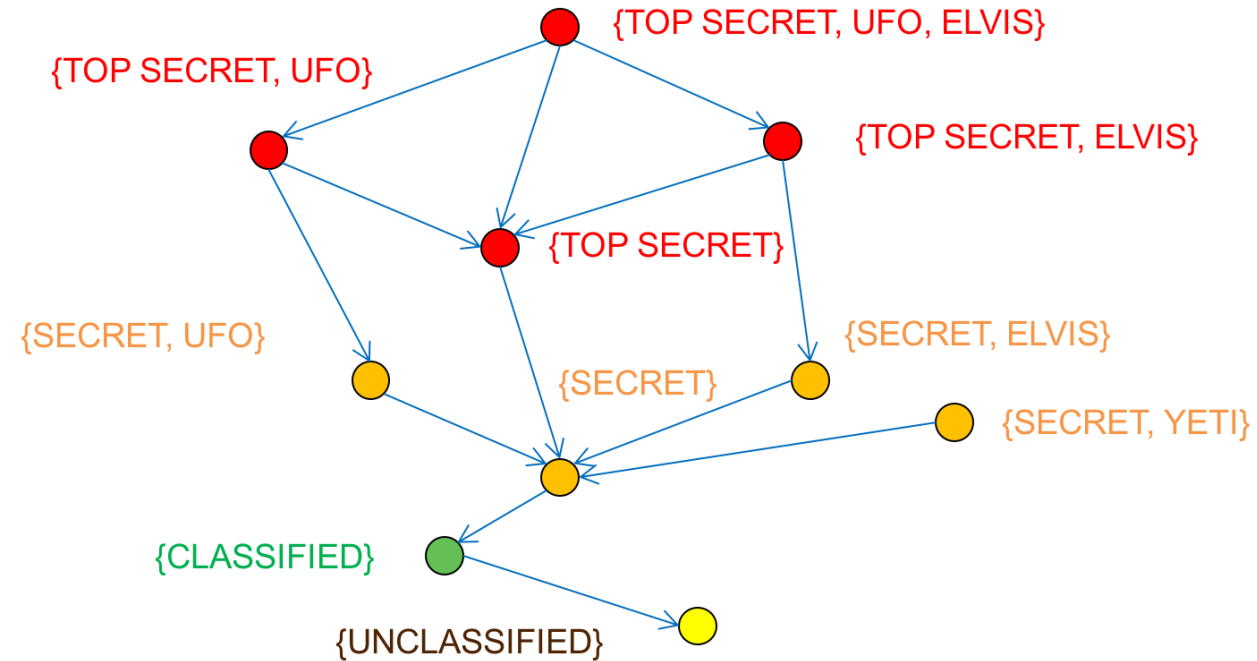 {TOP SECRET, UFO, ELVIS}
{TOP SECRET, UFO}
{TOP SECRET, ELVIS}
{TOP SECRET}
{SECRET, UFO}
{SECRET, ELVIS}
{SECRET}
{SECRET, YETI}
{CLASSIFIED}
{UNCLASSIFIED}